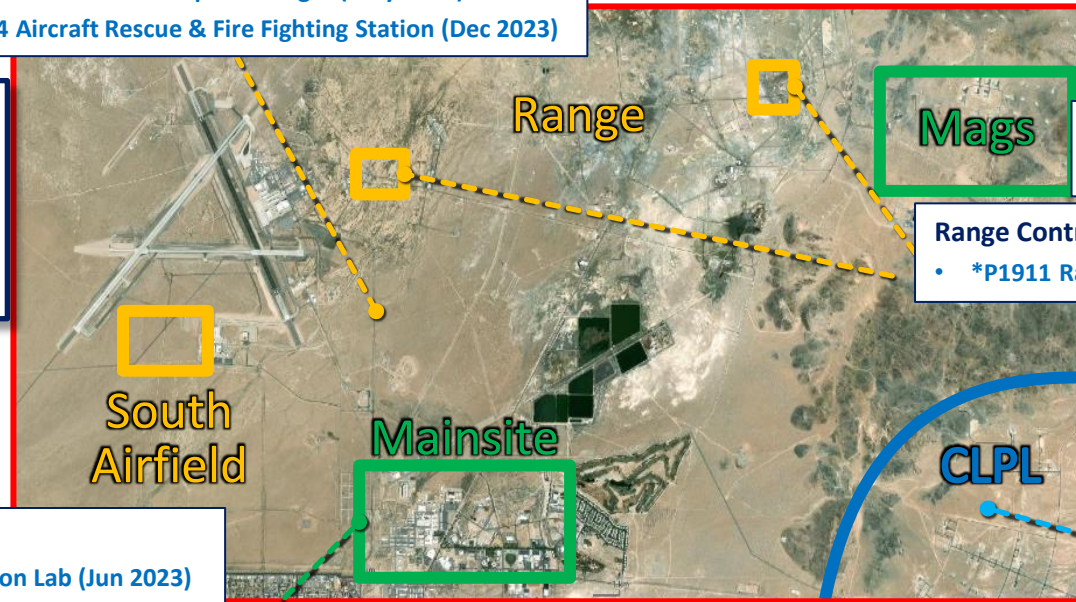 4 Aircraft Rescue & Fire Fighting Station (Dec 2023)
Range
Mags
Range Contr
• *P1911 Ra
South
Airfield
Mainsite
CLPL
on Lab (Jun 2023)